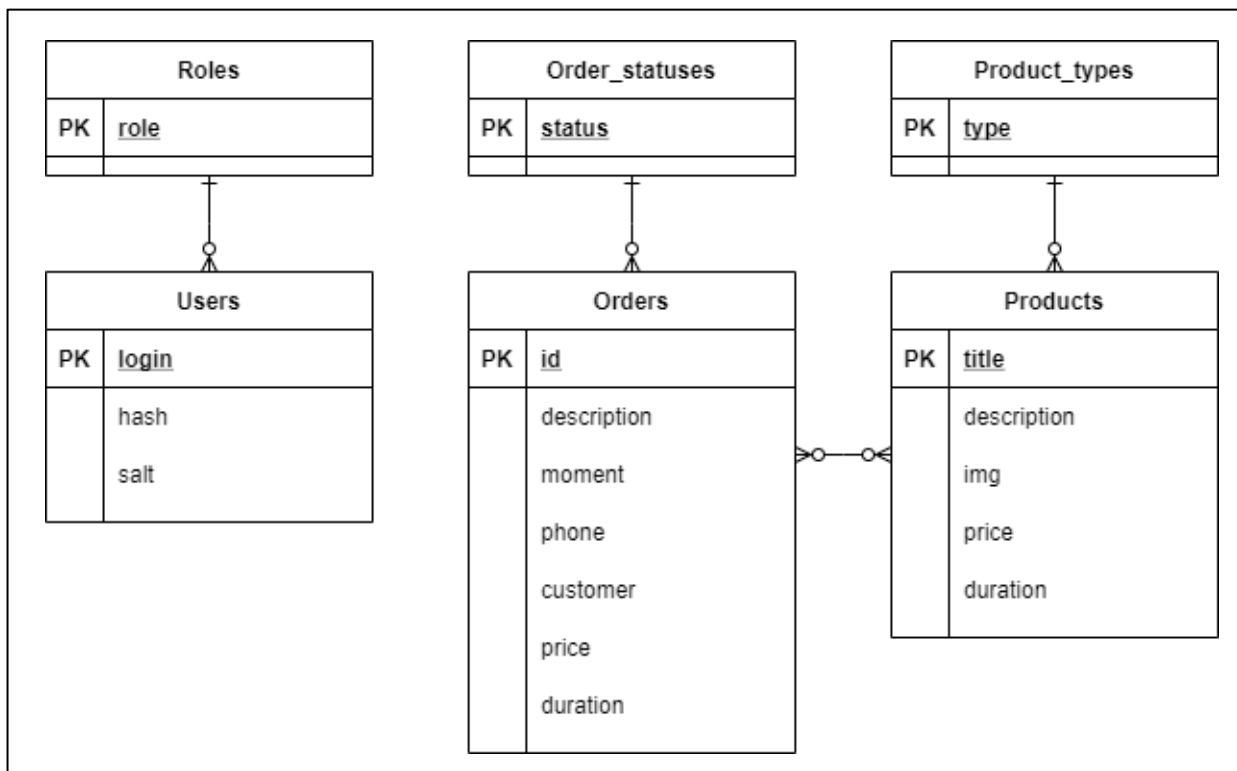 Roles
PK role
Order_statuses
PK status
Product_types
PK type
Users
PK login
hash
salt
Orders
PK id
description
moment
phone
customer
price
duration
Products
PK title
description
img
price
duration